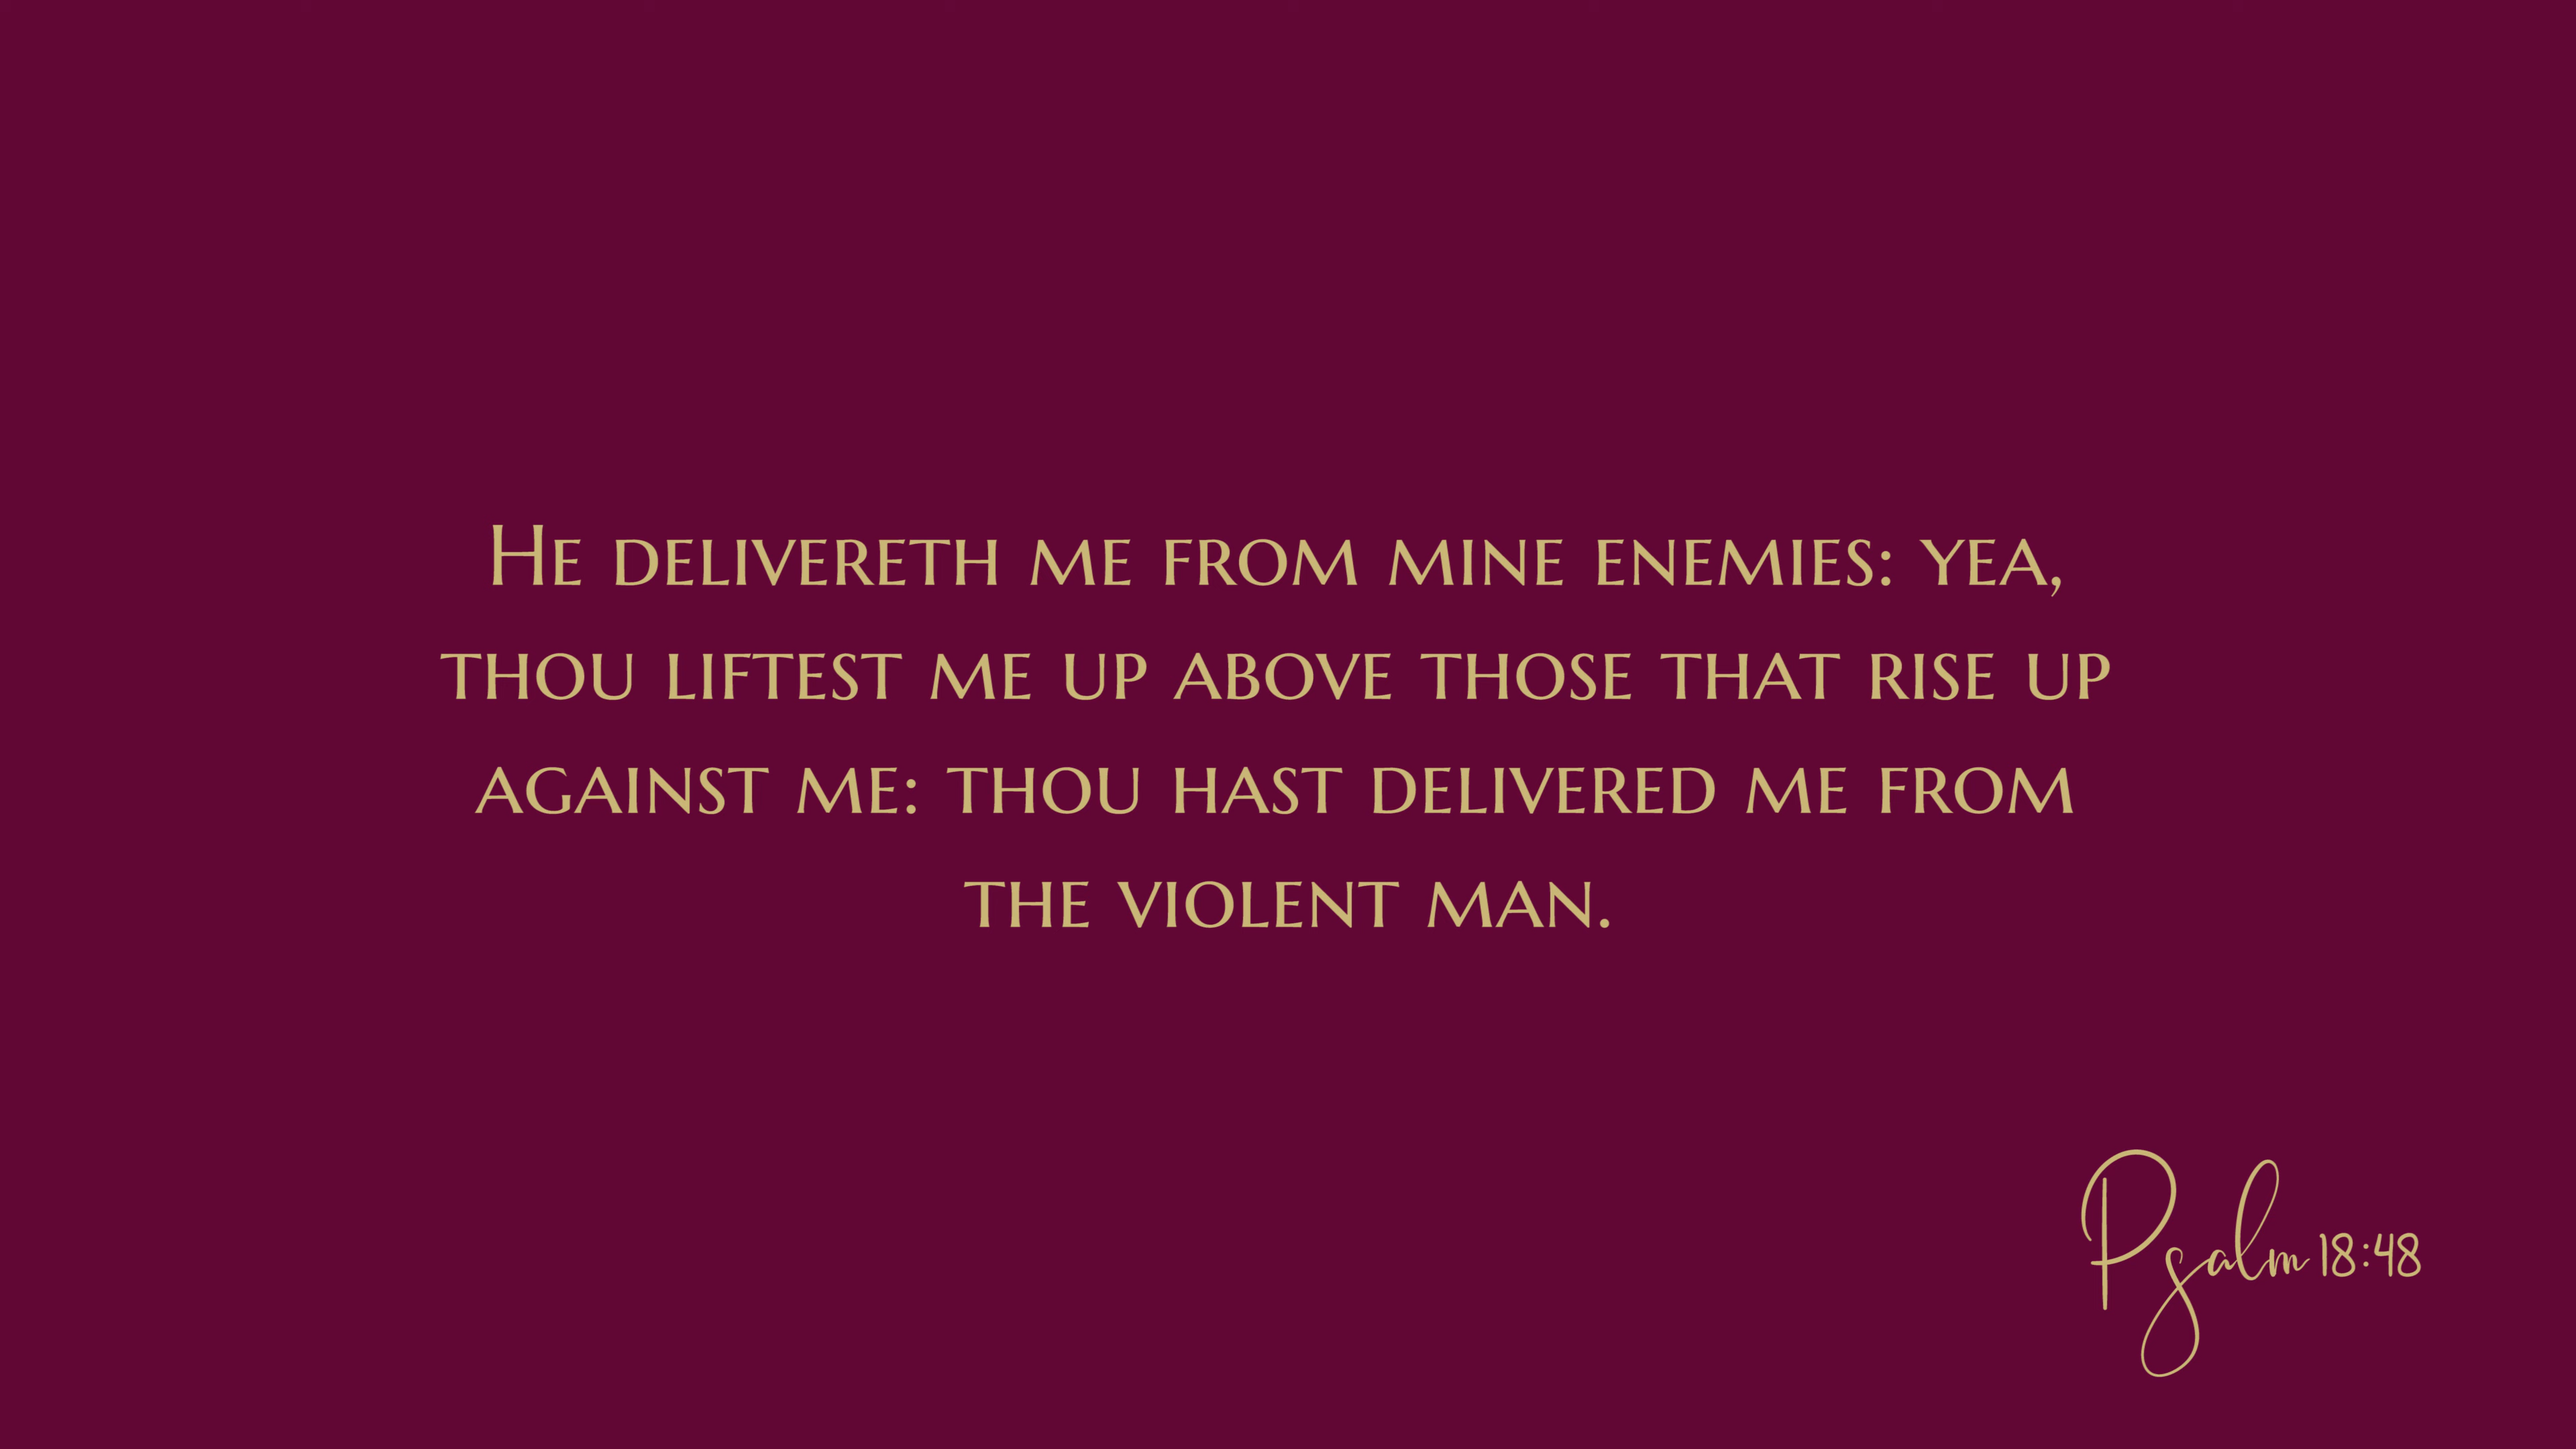 He delivereth me from mine enemies: yea,
thou liftest me up above those that rise up
against me: thou hast delivered me from
the violent man.
Psalm 18:48